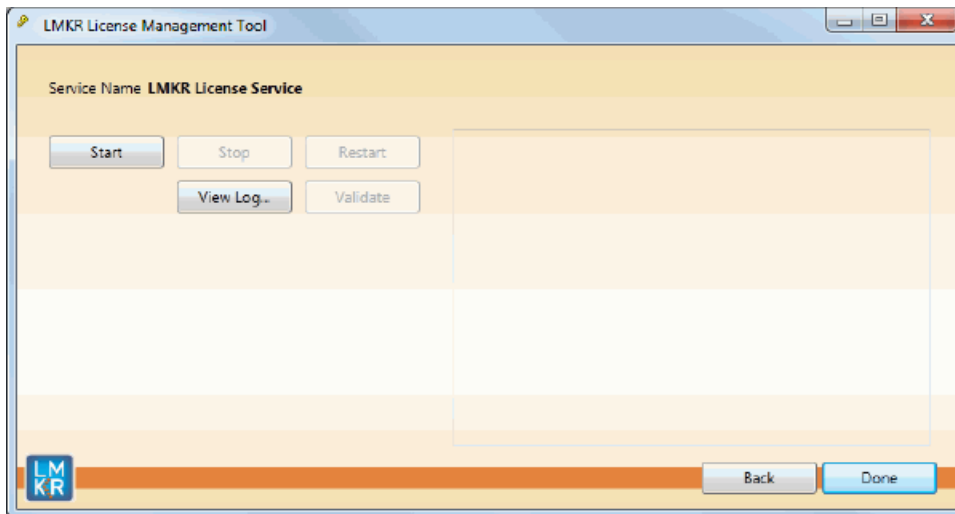 LMKR License Management Tool
Service Name LMKR License Service
Start Stop Restart
View Log... Validate
LM
KR
Back Done